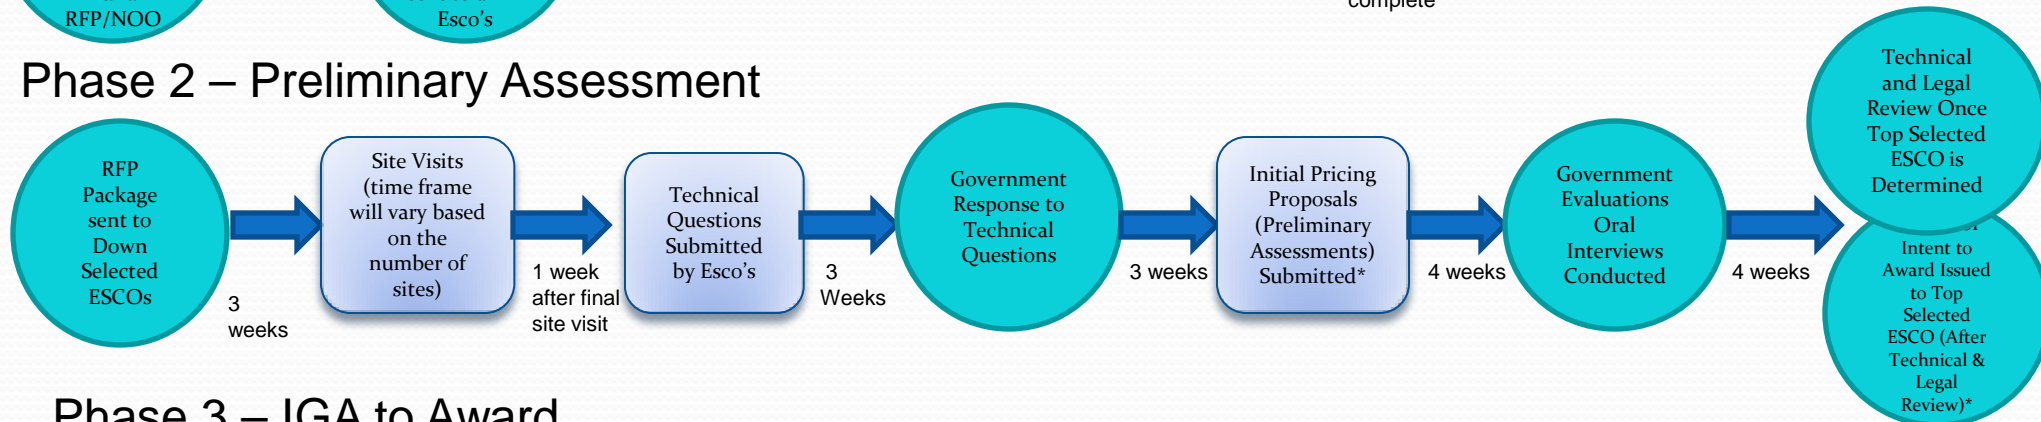 RFP/NOO
Esco's
complete
Phase 2 – Preliminary Assessment
RFP
Package
sent to
Down
Selected
ESCOs
3
weeks
Site Visits
(time frame
will vary based
on the
number of
sites)
1 week
after final
site visit
Technical
Questions
Submitted
by Esco's
3
Weeks
Government
Response to
Technical
Questions
3 weeks
Initial Pricing
Proposals
(Preliminary
Assessments)
Submitted*
4 weeks
Government
Evaluations
Oral
Interviews
Conducted
4 weeks
Technical
and Legal
Review Once
Top Selected
ESCO is
Determined
Intent to
Award Issued
to Top
Selected
ESCO (After
Technical &
Legal
Review)*
Phase 3 – IGA to Award